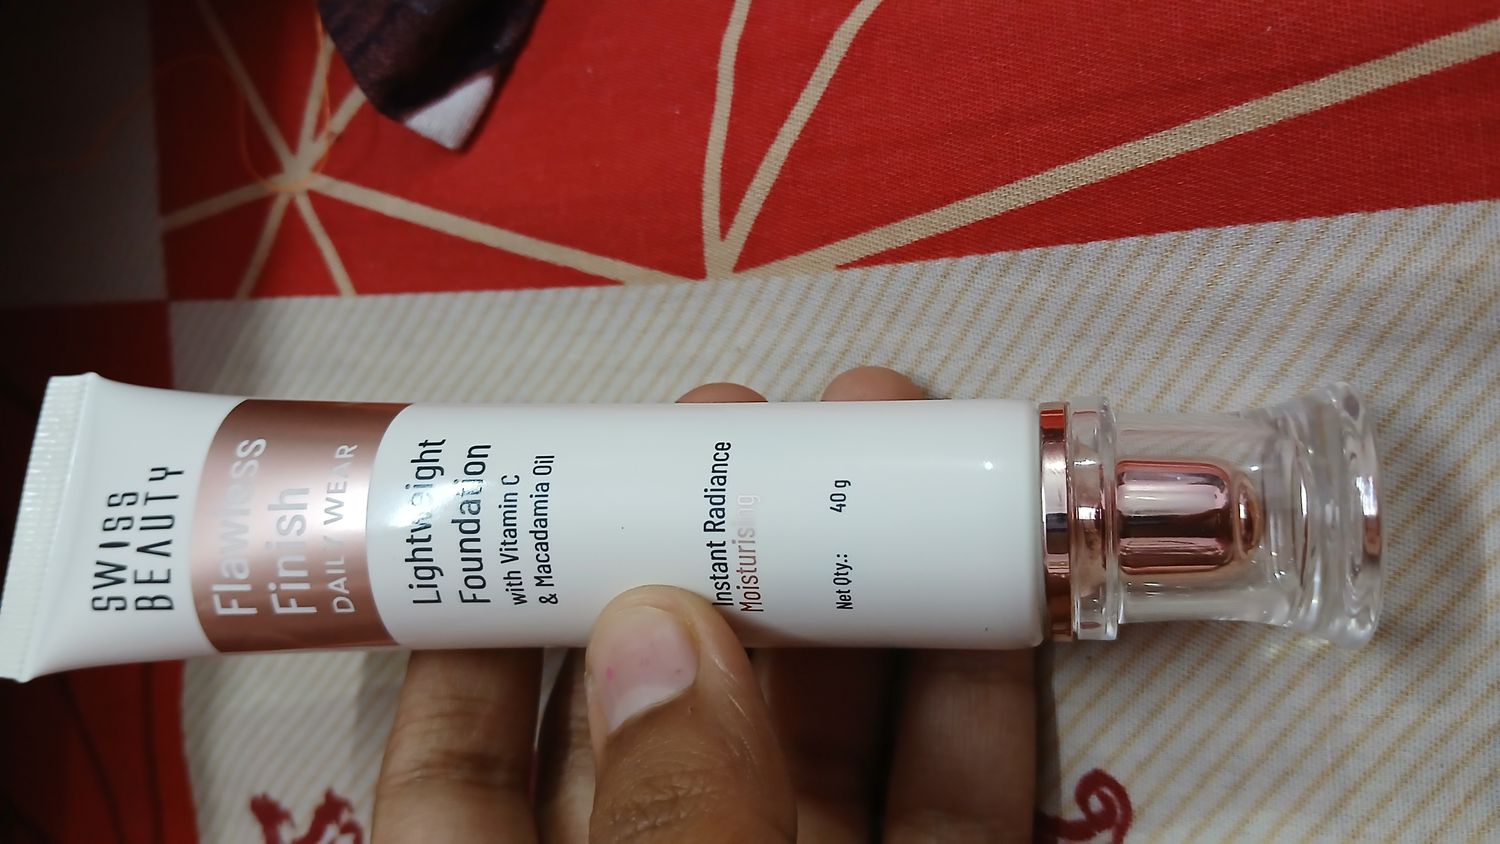 SWISS
BEAUTY
Flawless
Finish
DAILY WEAR
Lightweight
Foundation
with Vitamin C
& Macadamia Oil
Instant Radiance
Moisturising
Net Qty.: 40 g